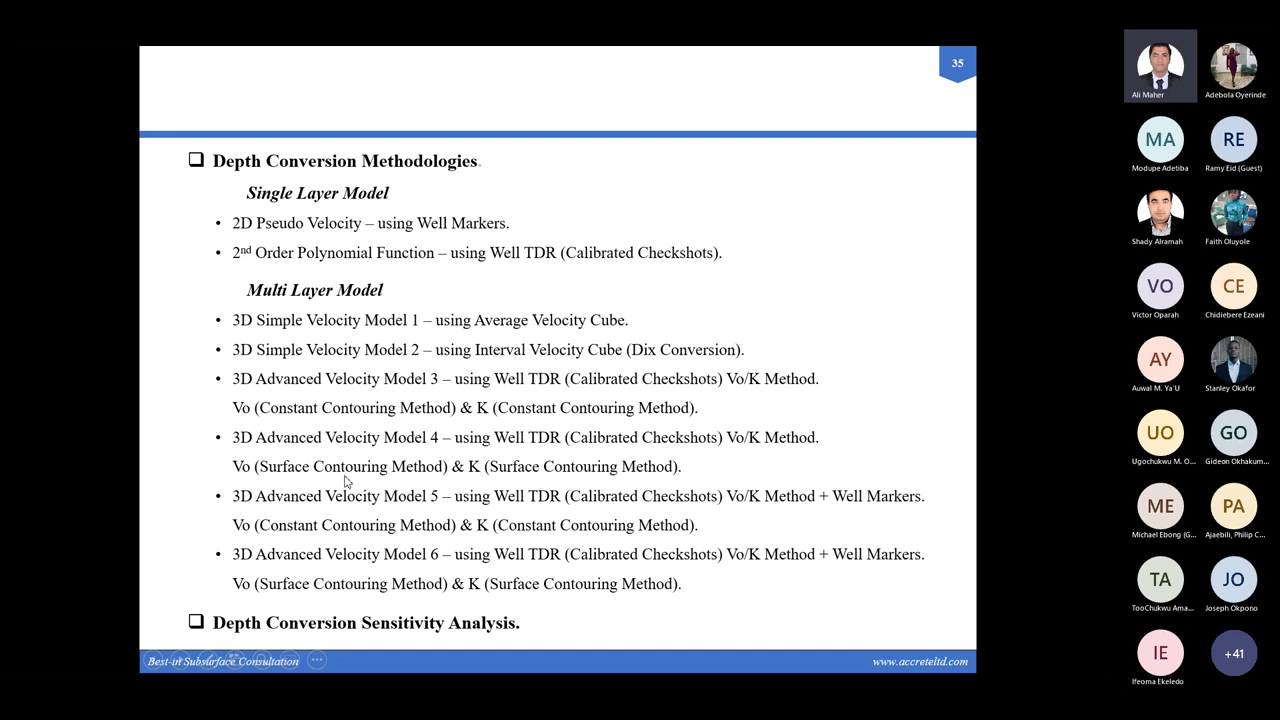 35
❑ Depth Conversion Methodologies.
Single Layer Model
• 2D Pseudo Velocity – using Well Markers.
• 2nd Order Polynomial Function – using Well TDR (Calibrated Checkshots).
Multi Layer Model
• 3D Simple Velocity Model 1 – using Average Velocity Cube.
• 3D Simple Velocity Model 2 – using Interval Velocity Cube (Dix Conversion).
• 3D Advanced Velocity Model 3 – using Well TDR (Calibrated Checkshots) Vo/K Method.
Vo (Constant Contouring Method) & K (Constant Contouring Method).
• 3D Advanced Velocity Model 4 – using Well TDR (Calibrated Checkshots) Vo/K Method.
Vo (Surface Contouring Method) & K (Surface Contouring Method).
• 3D Advanced Velocity Model 5 – using Well TDR (Calibrated Checkshots) Vo/K Method + Well Markers.
Vo (Constant Contouring Method) & K (Constant Contouring Method).
• 3D Advanced Velocity Model 6 – using Well TDR (Calibrated Checkshots) Vo/K Method + Well Markers.
Vo (Surface Contouring Method) & K (Surface Contouring Method).
❑ Depth Conversion Sensitivity Analysis.
Best-in Subsurface Consultation
www.accreteltd.com
Ali Maher
Adebola Oyerinde
MA
Modupe Adetiba
RE
Ramy Eid (Guest)
Shady Alramah
Faith Oluyole
VO
Victor Oparah
CE
Chidiebere Ezeani
AY
Auwal M. Ya'U
Stanley Okafor
UO
Ugochukwu M. O...
GO
Gideon Okhakum...
ME
Michael Ebong (G...
PA
Ajaebili, Philip C...
TA
TooChukwu Ama...
JO
Joseph Okpono
IE
Ifeoma Ekeledo
+41